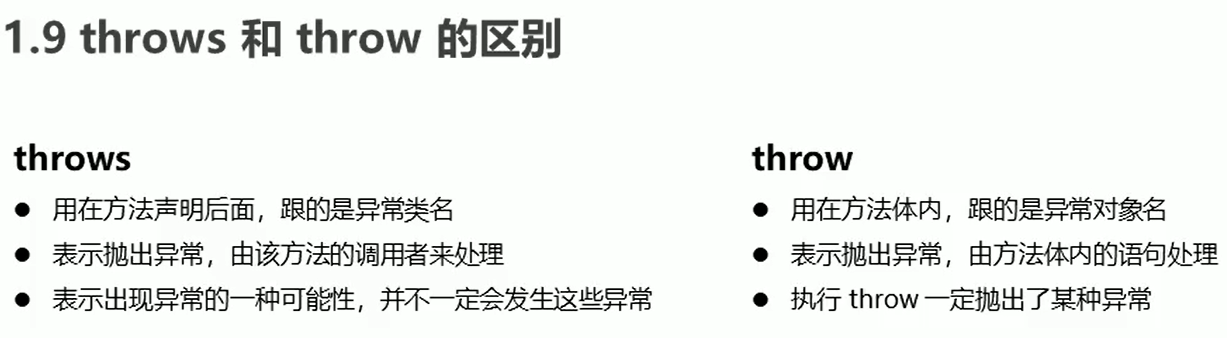 1.9 throws 和 throw 的区别
throws
● 用在方法声明后面，跟的是异常类名
● 表示抛出异常，由该方法的调用者来处理
● 表示出现异常的一种可能性，并不一定会发生这些异常
throw
● 用在方法体内，跟的是异常对象名
● 表示抛出异常，由方法体内的语句处理
● 执行 throw 一定抛出了某种异常